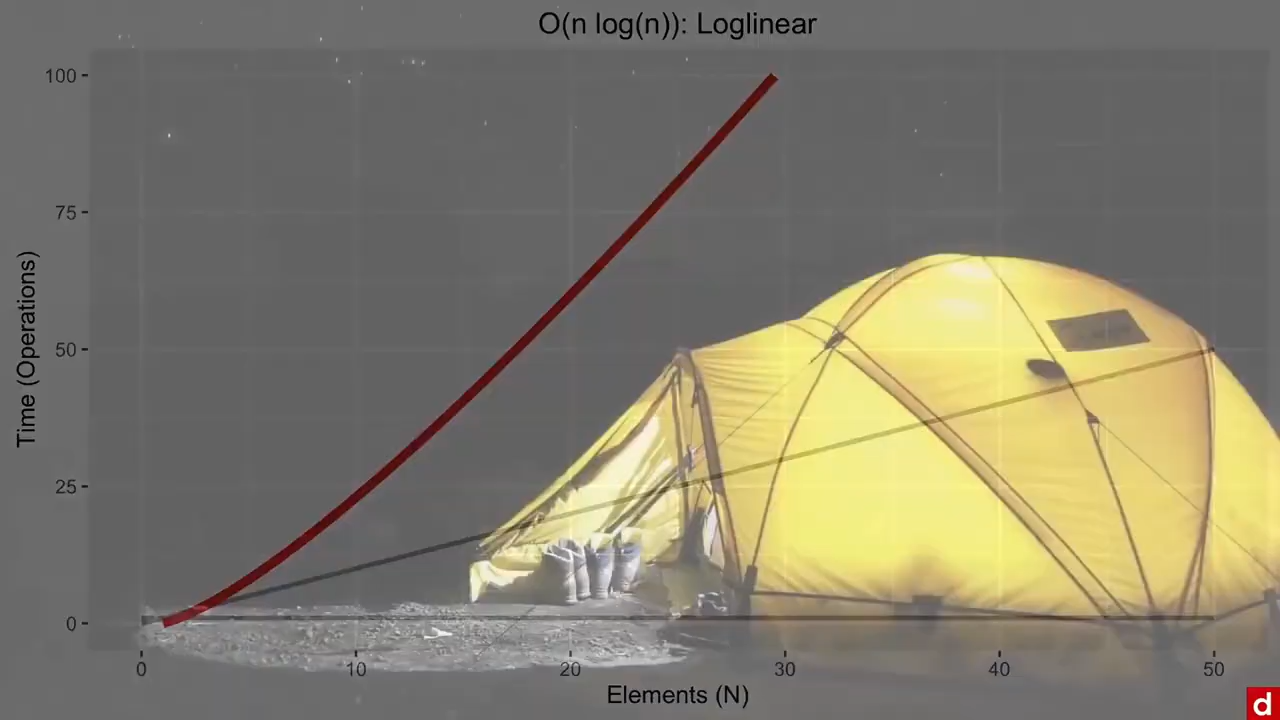 O(n log(n)): Loglinear
100
75
50
25
0
Time (Operations)
0 10 20 30 40 50
Elements (N)
d